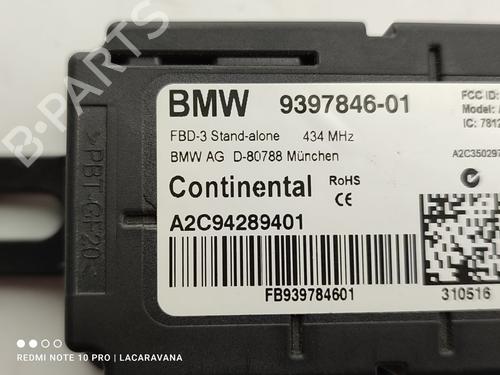 B-PARTS
BMW 9397846-01
FBD-3 Stand-alone 434 MHz
BMW AG D-80788 München
Continental RoHS
CE
A2C94289401
FB939784601
FCC ID:
Model:
IC: 7812
A2C350297
310516
>PBT-GF20<
REDMI NOTE 10 PRO | LACARAVANA